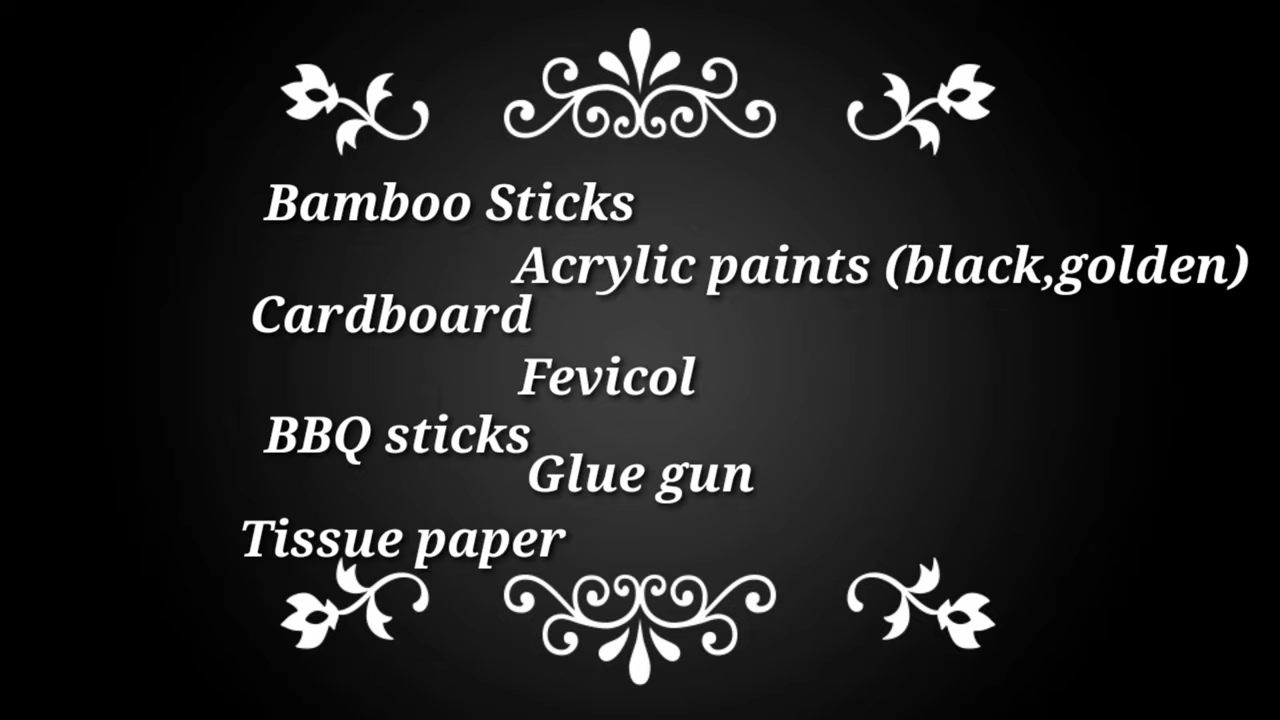 Bamboo Sticks
Acrylic paints (black,golden)
Cardboard
Fevicol
BBQ sticks
Glue gun
Tissue paper